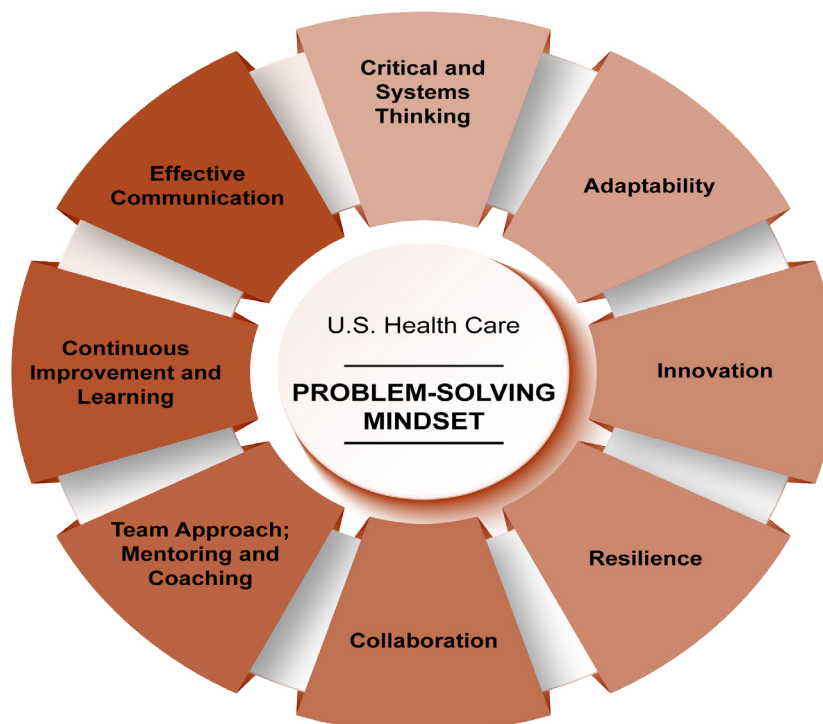 U.S. Health Care
PROBLEM-SOLVING
MINDSET
Critical and
Systems
Thinking
Adaptability
Innovation
Resilience
Collaboration
Team Approach;
Mentoring and
Coaching
Continuous
Improvement and
Learning
Effective
Communication